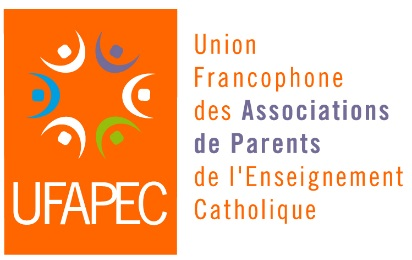 UFAPEC
Union
Francophone
des Associations
de Parents
de l'Enseignement
Catholique